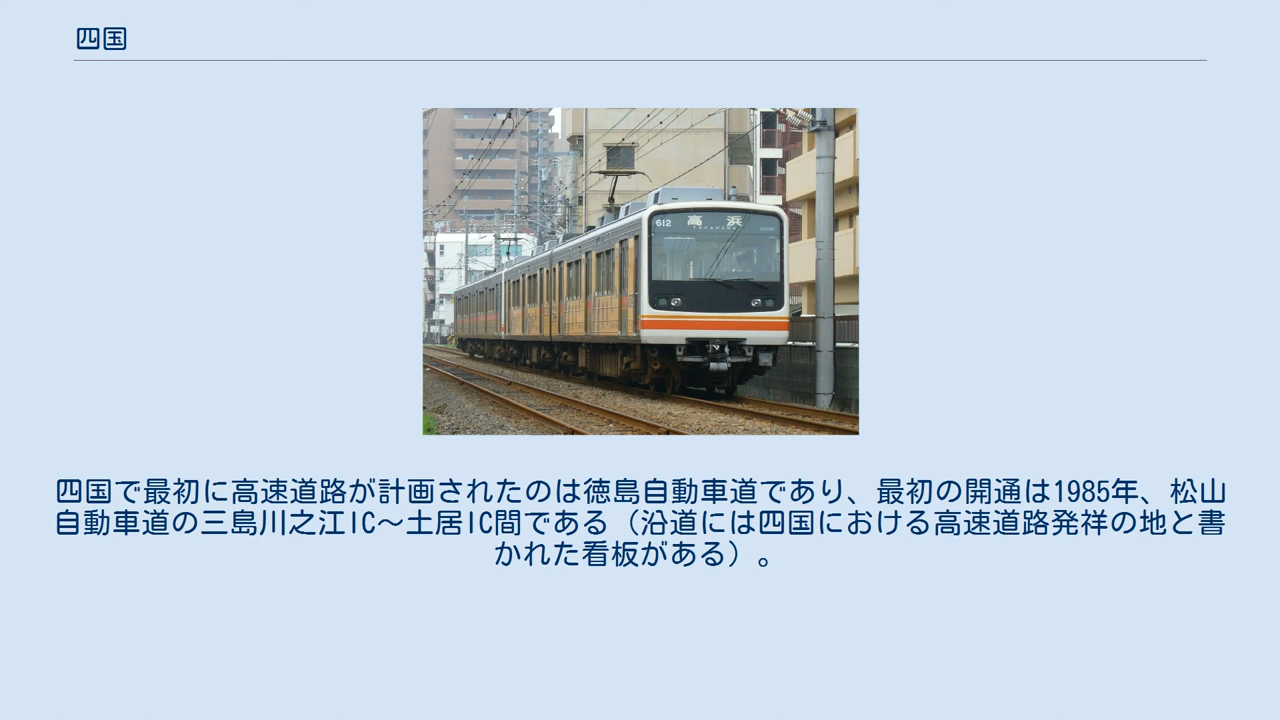 四国
612
高浜
四国で最初に高速道路が計画されたのは徳島自動車道であり、最初の開通は1985年、松山
自動車道の三島川之江IC～土居IC間である（沿道には四国における高速道路発祥の地と書
かれた看板がある）。